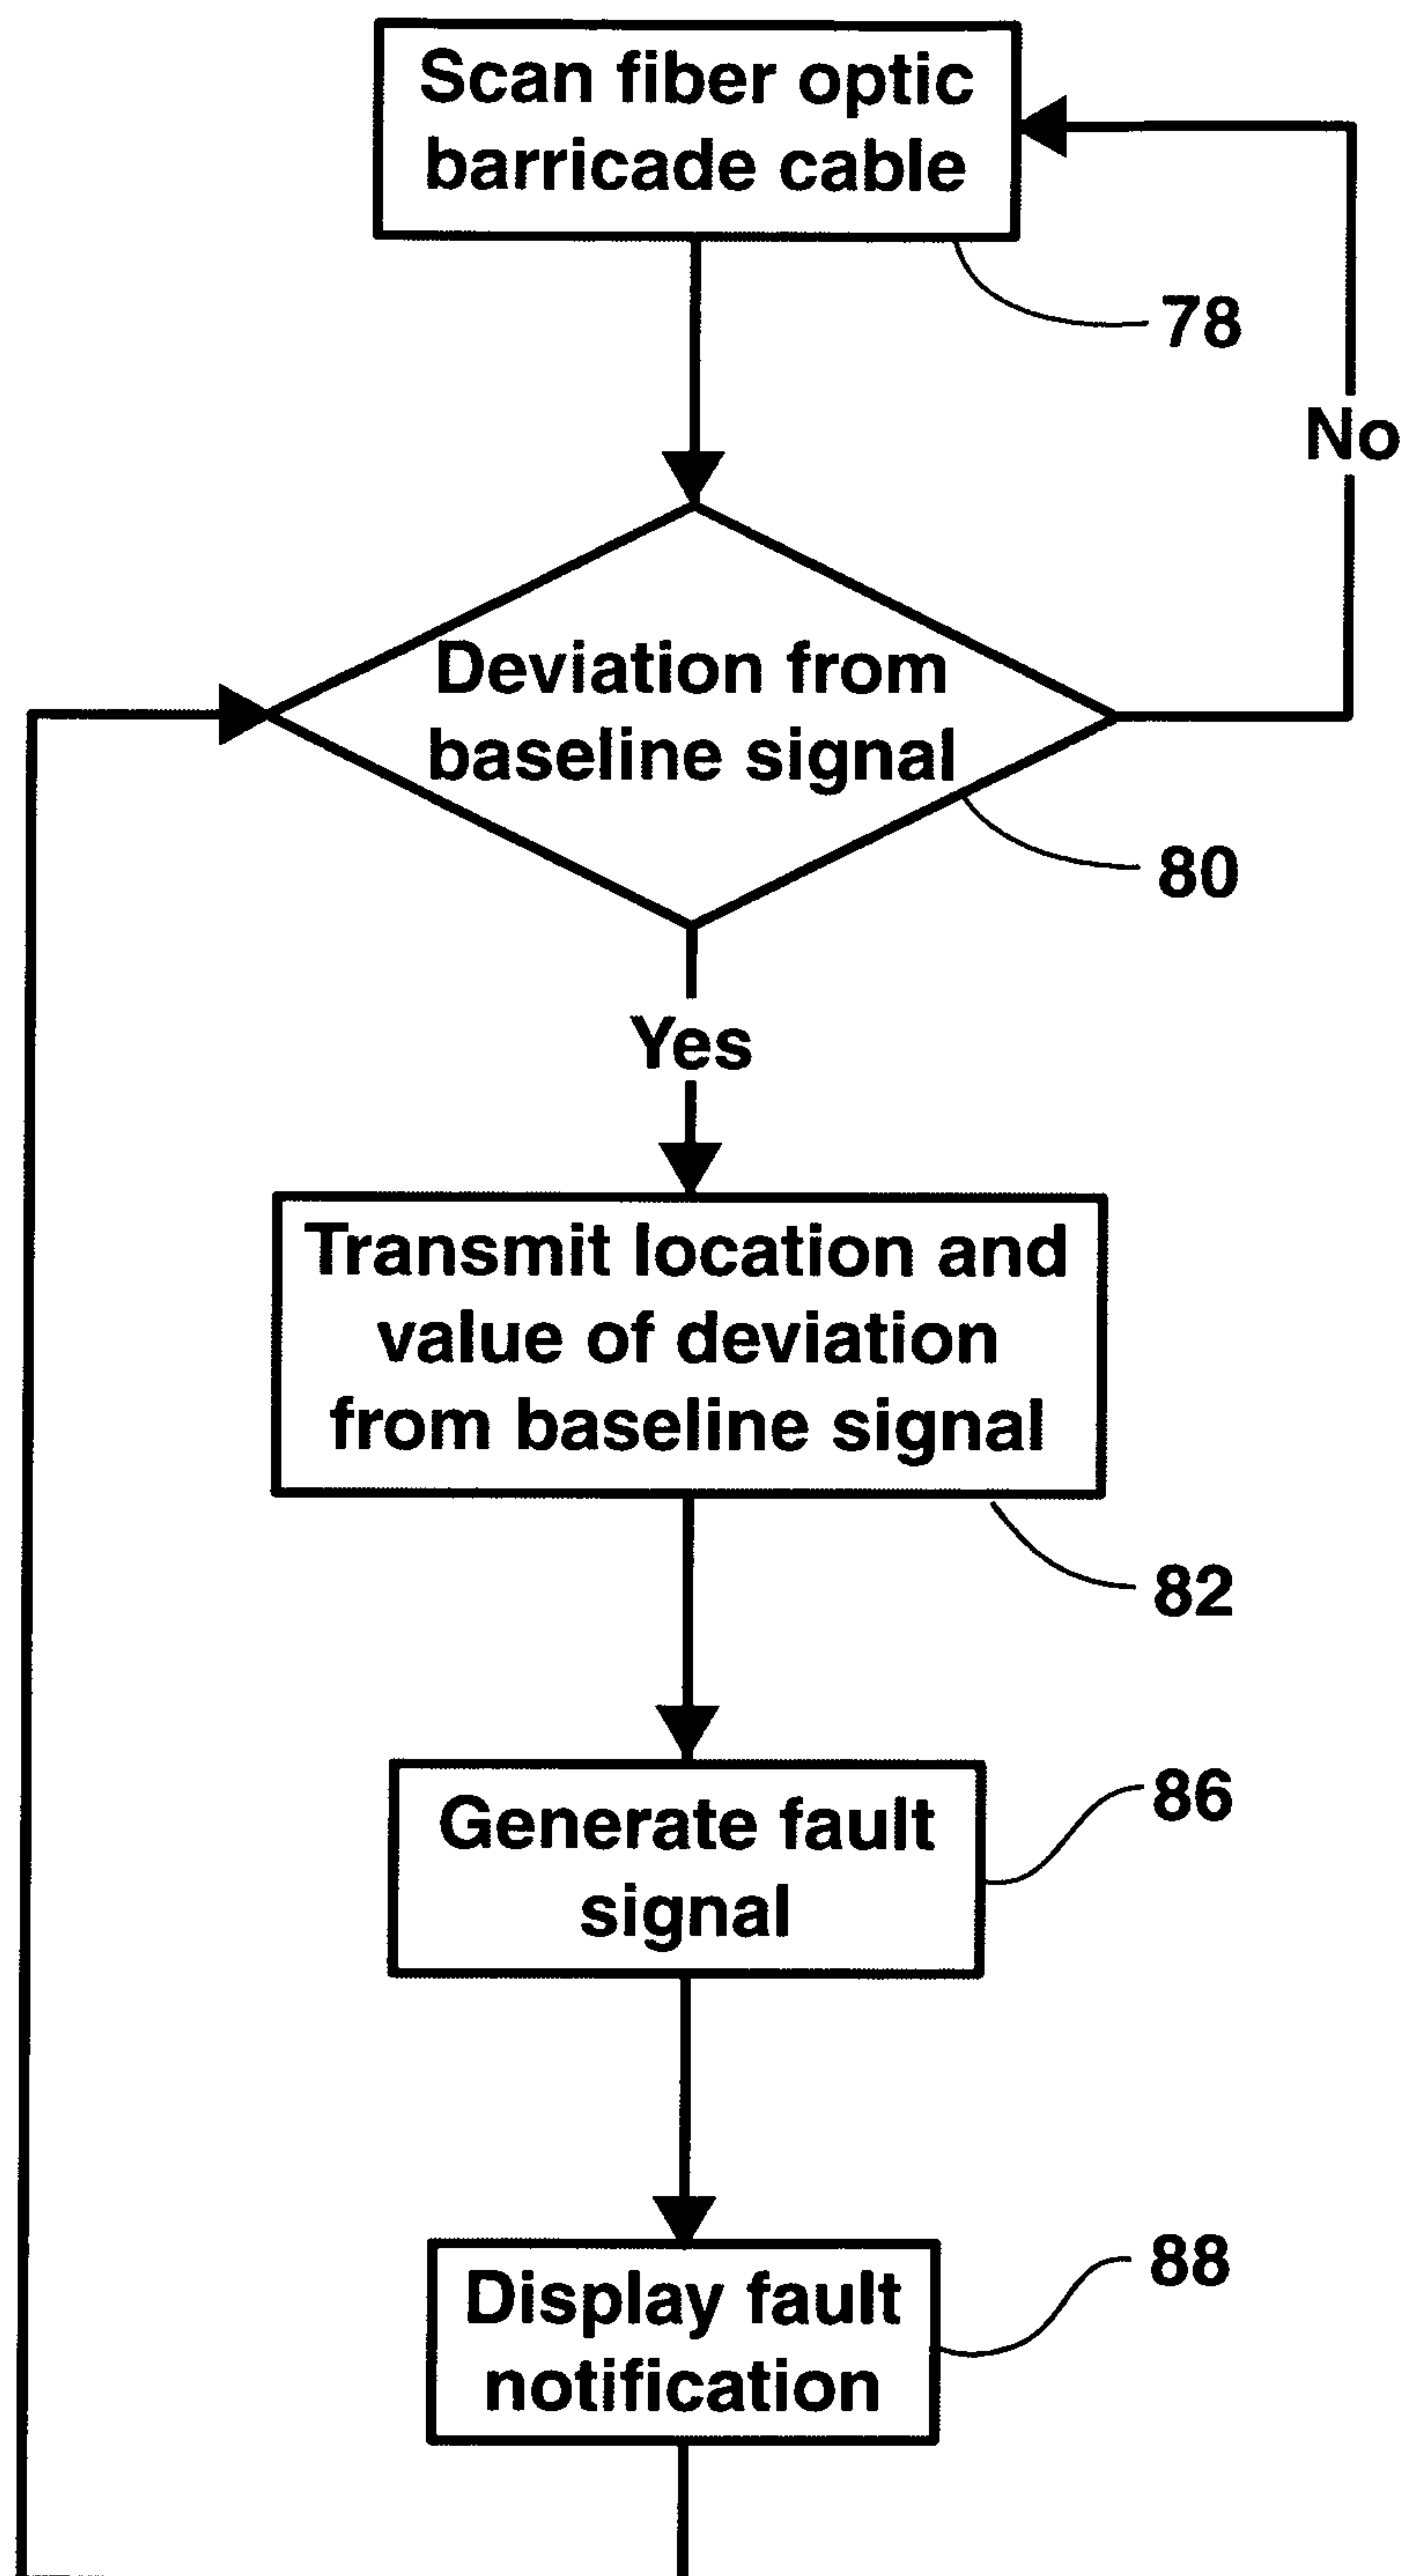 Scan fiber optic
barricade cable
78
No
Deviation from
baseline signal
80
Yes
Transmit location and
value of deviation
from baseline signal
82
Generate fault
signal
86
Display fault
notification
88